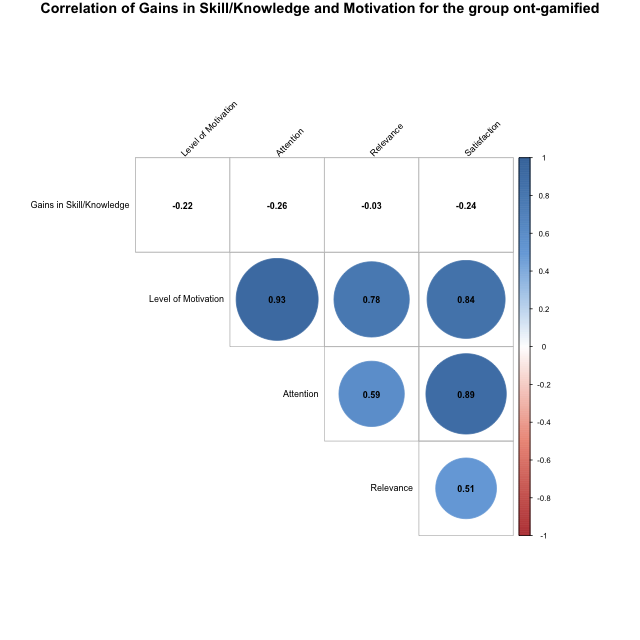 Correlation of Gains in Skill/Knowledge and Motivation for the group ont-gamified
Level of Motivation
Attention
Relevance
Satisfaction
Gains in Skill/Knowledge
-0.22
-0.26
-0.03
-0.24
Level of Motivation
0.93
0.78
0.84
Attention
0.59
0.89
Relevance
0.51
1
0.8
0.6
0.4
0.2
0
-0.2
-0.4
-0.6
-0.8
-1